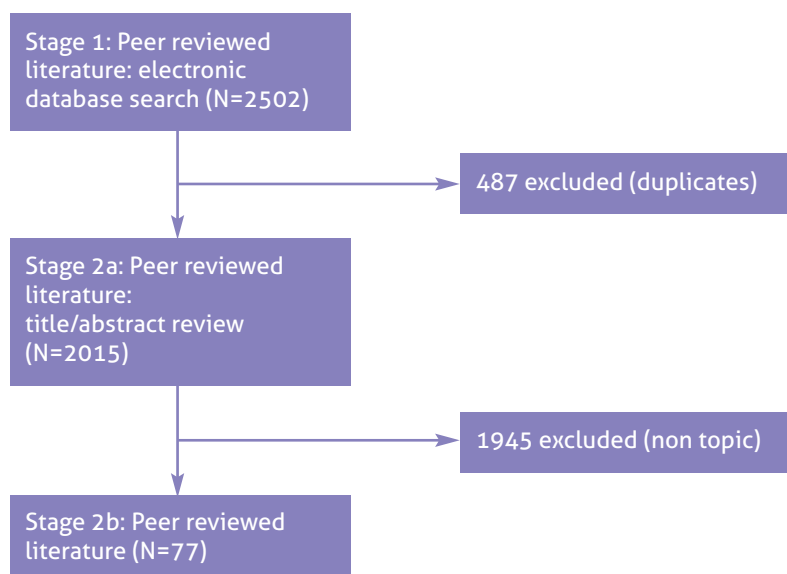 Stage 1: Peer reviewed
literature: electronic
database search (N=2502)
487 excluded (duplicates)
Stage 2a: Peer reviewed
literature:
title/abstract review
(N=2015)
1945 excluded (non topic)
Stage 2b: Peer reviewed
literature (N=77)